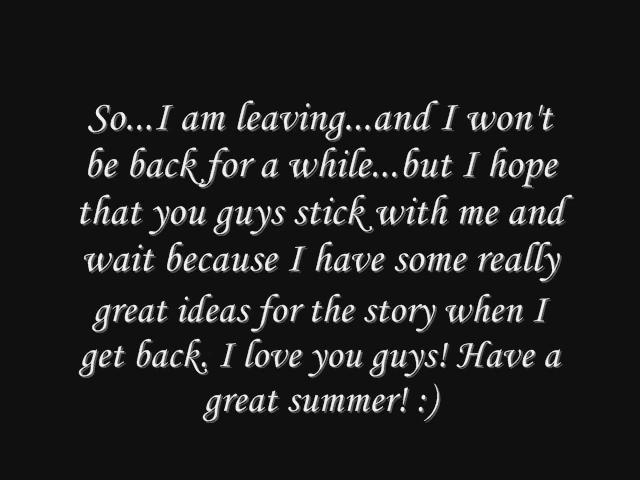 So...I am leaving...and I won't
be back for a while...but I hope
that you guys stick with me and
wait because I have some really
great ideas for the story when I
get back. I love you guys! Have a
great summer! :)